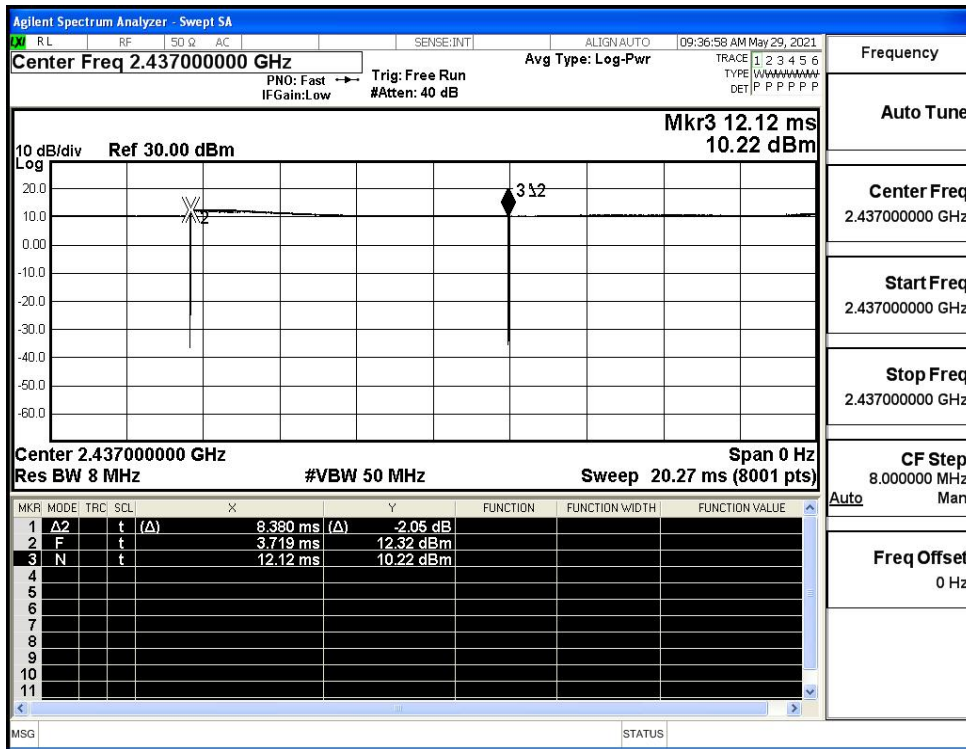 Agilent Spectrum Analyzer - Swept SA
LXI RL RF 50 Ω AC SENSE:INT ALIGN AUTO 09:36:58 AM May 29, 2021
Center Freq 2.437000000 GHz
PNO: Fast
IFGain:Low
Trig: Free Run
#Atten: 40 dB
Avg Type: Log-Pwr
TRACE 1 2 3 4 5 6
TYPE WWWWWW
DET P P P P P P
Mkr3 12.12 ms
10.22 dBm
10 dB/div Ref 30.00 dBm
Log
20.0
10.0
0.00
-10.0
-20.0
-30.0
-40.0
-50.0
-60.0
2
3 Δ2
Center 2.437000000 GHz Span 0 Hz
Res BW 8 MHz #VBW 50 MHz Sweep 20.27 ms (8001 pts)
MKR MODE TRC SCL X Y FUNCTION FUNCTION WIDTH FUNCTION VALUE
1 Δ2 t (Δ) 8.380 ms (Δ) -2.05 dB
2 F t 3.719 ms 12.32 dBm
3 N t 12.12 ms 10.22 dBm
4
5
6
7
8
9
10
11
MSG STATUS
Frequency
Auto Tune
Center Freq
2.437000000 GHz
Start Freq
2.437000000 GHz
Stop Freq
2.437000000 GHz
CF Step
8.000000 MHz
Auto Man
Freq Offset
0 Hz